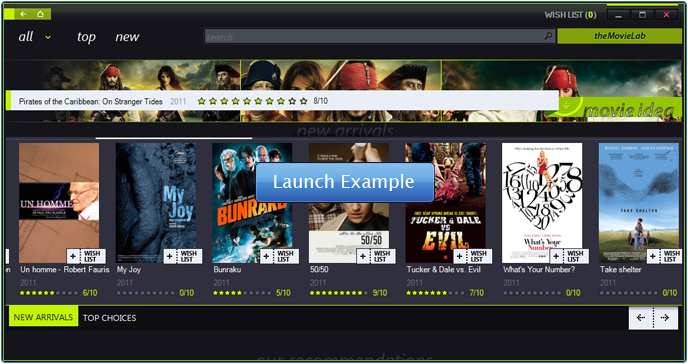 WISH LIST (0)
all top new search theMovieLab
Pirates of the Caribbean: On Stranger Tides 2011 8/10
movie idea
new arrivals
Launch Example
UN HOMME
My Joy
BUNRAKU
50/50
TUCKER & DALE
vs
EVIL
What's Your Number?
TAKE SHELTER
+ WISH LIST + WISH LIST + WISH LIST + WISH LIST + WISH LIST + WISH LIST + WISH LIST
Un homme - Robert Fauris My Joy Bunraku 50/50 Tucker & Dale vs. Evil What's Your Number? Take shelter
2011 2011 2011 2011 2011 2011 2011
6/10 0/10 5/10 9/10 7/10 0/10 0/10
NEW ARRIVALS TOP CHOICES
our recommendations